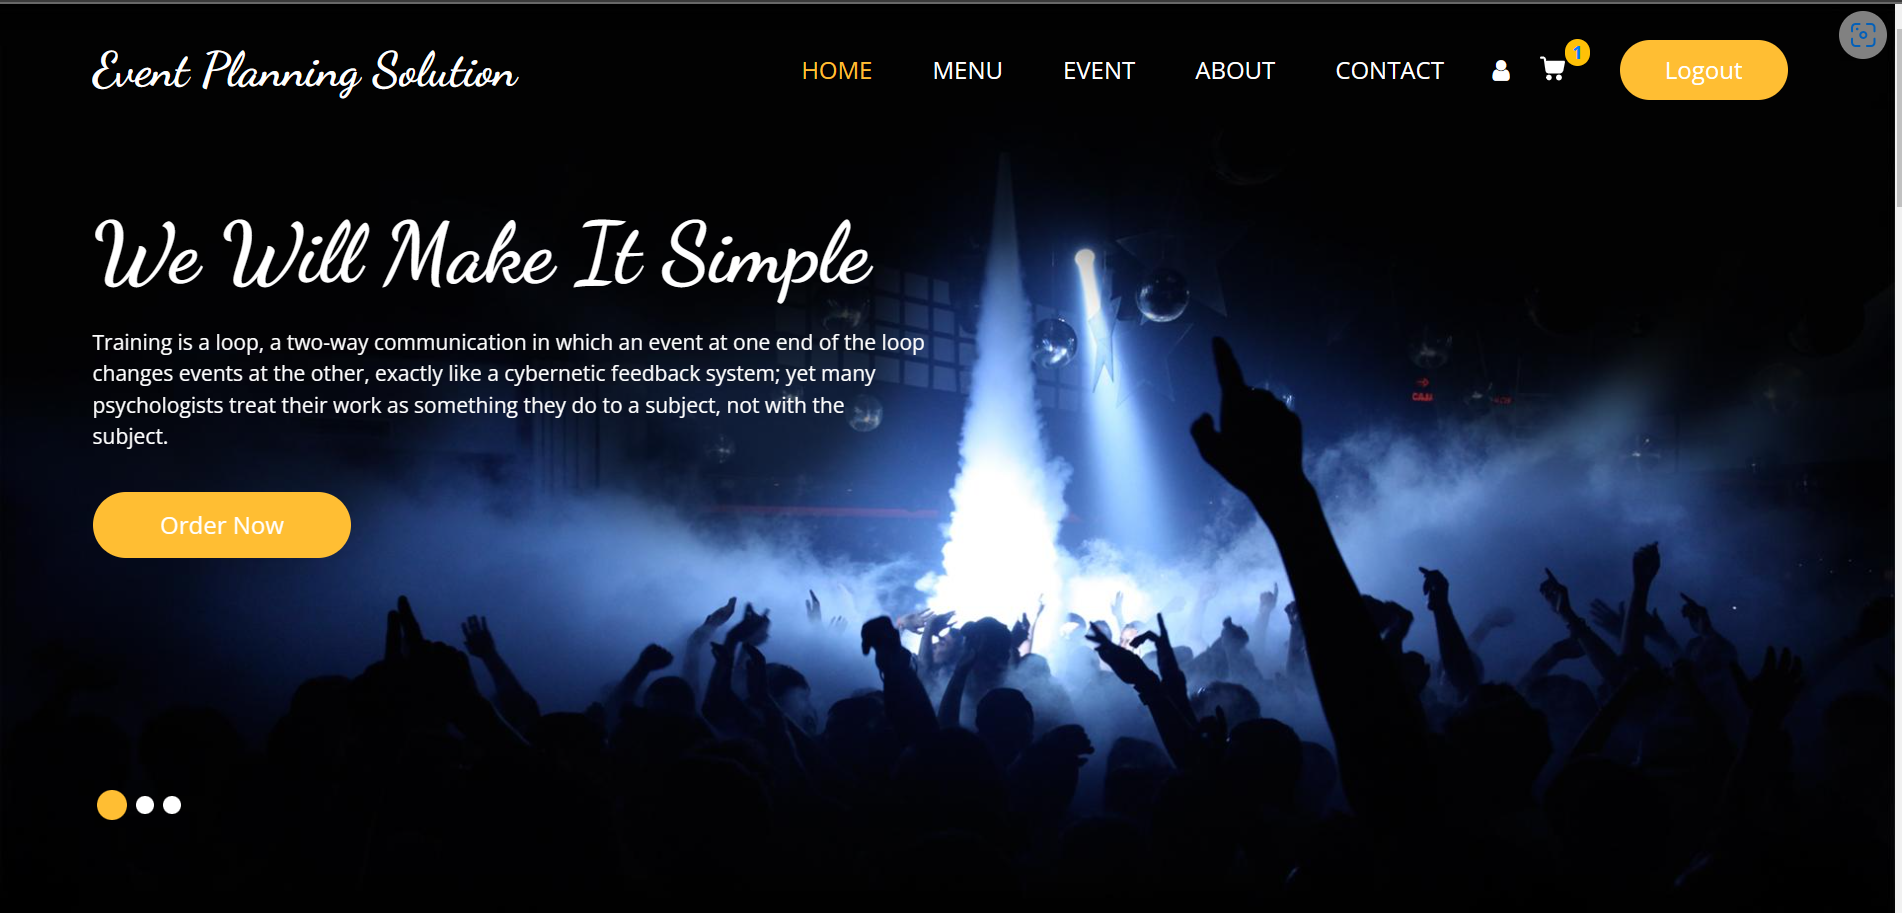 Event Planning Solution
HOME MENU EVENT ABOUT CONTACT 1 Logout
We Will Make It Simple
Training is a loop, a two-way communication in which an event at one end of the loop
changes events at the other, exactly like a cybernetic feedback system; yet many
psychologists treat their work as something they do to a subject, not with the
subject.
Order Now